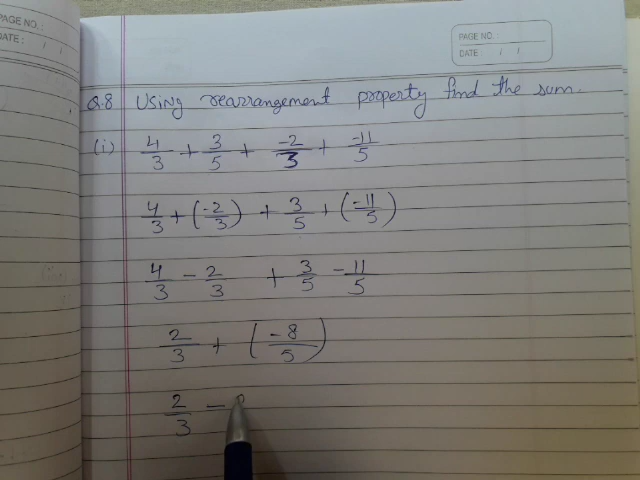 PAGE NO.
DATE: / /
PAGE NO.:
DATE: / /
Q.8 Using rearrangement property find the sum.
(i) 4/3 + 3/5 + -2/3 + -11/5
4/3 + (-2/3) + 3/5 + (-11/5)
4/3 - 2/3 + 3/5 - 11/5
2/3 + (-8/5)
2/3 -